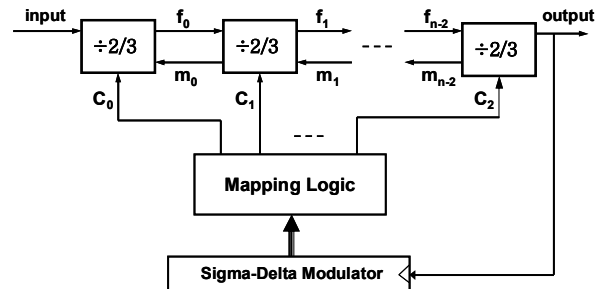 input f₀ f₁ fₙ₋₂ output
÷2/3 ÷2/3 ÷2/3
m₀ m₁ mₙ₋₂
C₀ C₁ C₂
Mapping Logic
Sigma-Delta Modulator